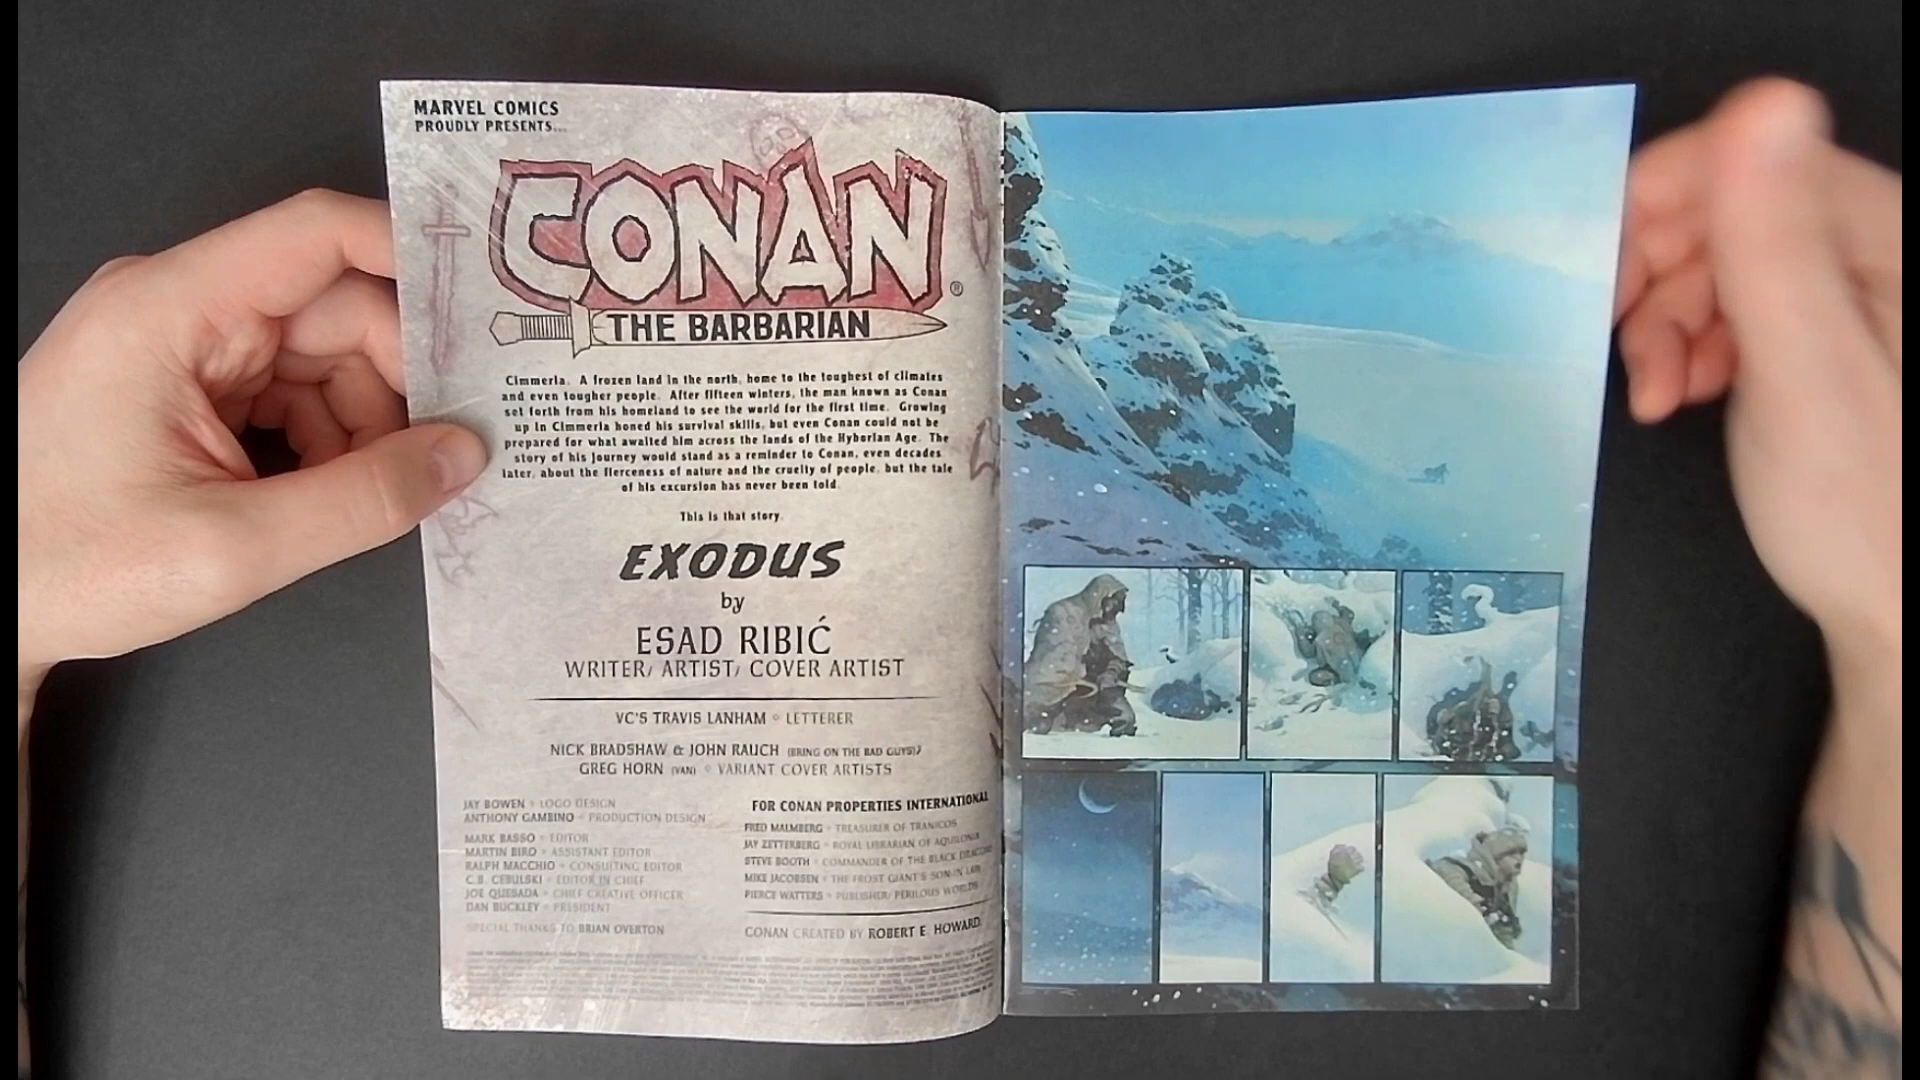 MARVEL COMICS
PROUDLY PRESENTS...
CONAN
®
THE BARBARIAN
Cimmeria. A frozen land in the north, home to the toughest of climates
and even tougher people. After fifteen winters, the man known as Conan
set forth from his homeland to see the world for the first time. Growing
up in Cimmeria honed his survival skills, but even Conan could not be
prepared for what awaited him across the lands of the Hyborian Age. The
story of his journey would stand as a reminder to Conan, even decades
later, about the fierceness of nature and the cruelty of people, but the tale
of his excursion has never been told.
This is that story.
EXODUS
by
ESAD RIBIĆ
WRITER/ ARTIST/ COVER ARTIST
VC'S TRAVIS LANHAM ◦ LETTERER
NICK BRADSHAW & JOHN RAUCH (BRING ON THE BAD GUYS);
GREG HORN (VAN) ◦ VARIANT COVER ARTISTS
JAY BOWEN ◦ LOGO DESIGN
ANTHONY GAMBINO ◦ PRODUCTION DESIGN
MARK BASSO ◦ EDITOR
MARTIN BIRO ◦ ASSISTANT EDITOR
RALPH MACCHIO ◦ CONSULTING EDITOR
C.B. CEBULSKI ◦ EDITOR IN CHIEF
JOE QUESADA ◦ CHIEF CREATIVE OFFICER
DAN BUCKLEY ◦ PRESIDENT
SPECIAL THANKS TO BRIAN OVERTON
FOR CONAN PROPERTIES INTERNATIONAL
FRED MALMBERG ◦ TREASURER OF TRANICOS
JAY ZETTERBERG ◦ ROYAL LIBRARIAN OF AQUILONIA
STEVE BOOTH ◦ COMMANDER OF THE BLACK DRAGONS
MIKE JACOBSEN ◦ THE FROST GIANT'S SON-IN-LAW
PIERCE WATTERS ◦ PUBLISHER/ PERILOUS WORLDS
CONAN CREATED BY ROBERT E. HOWARD.